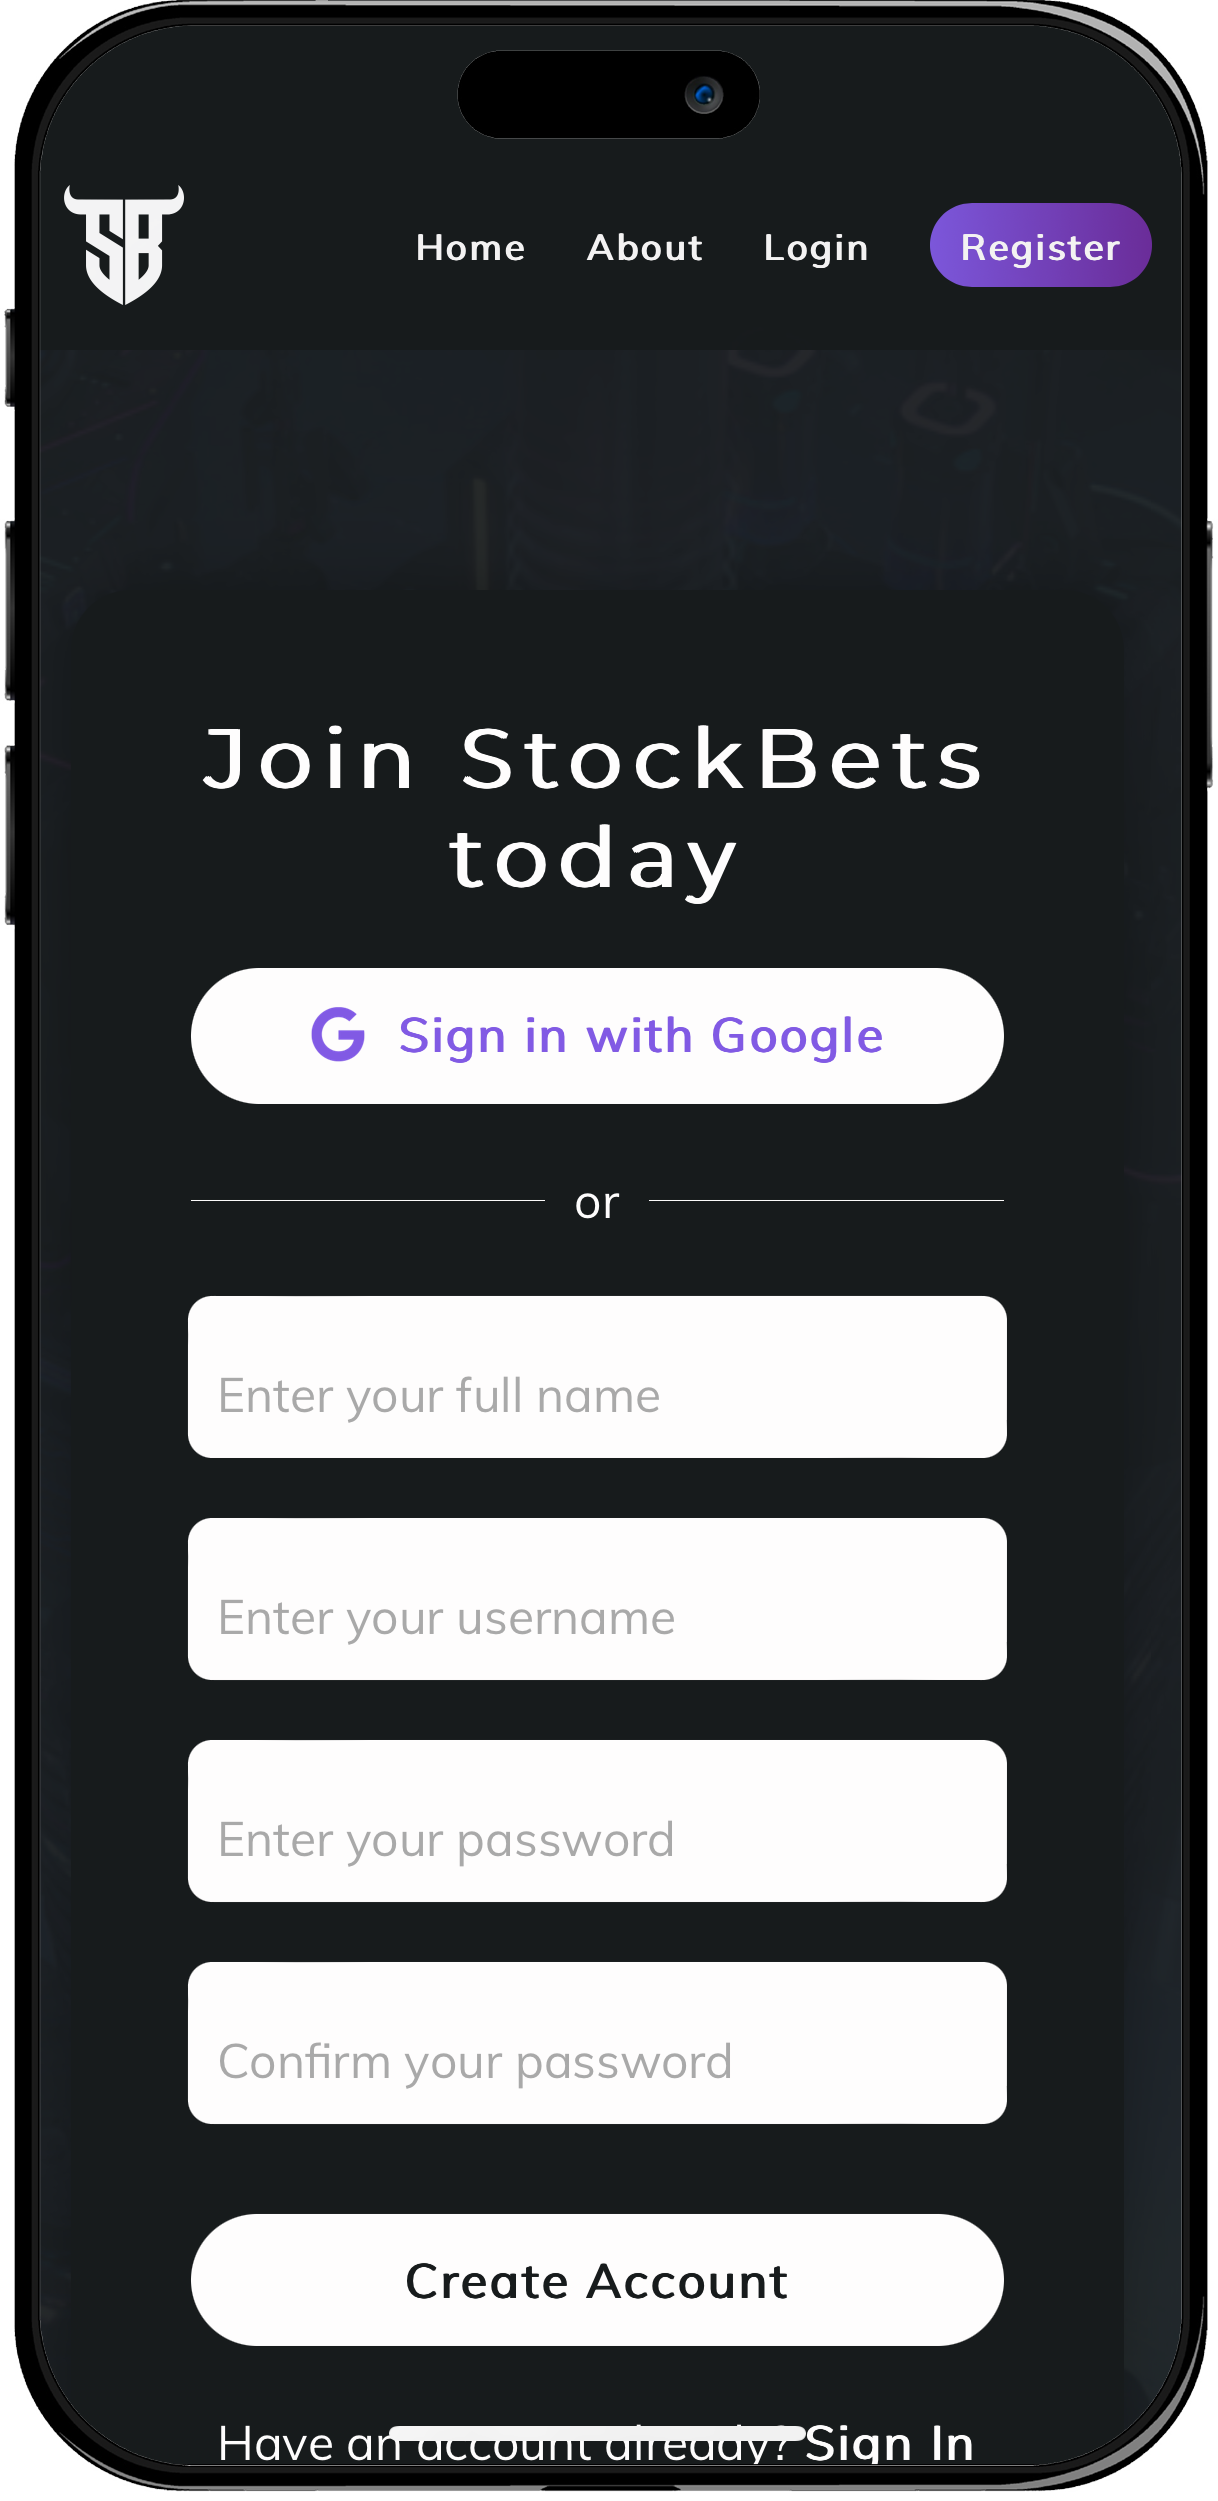 SB
Home About Login Register
Join StockBets
today
Sign in with Google
or
Enter your full name
Enter your username
Enter your password
Confirm your password
Create Account
Have an account already? Sign In